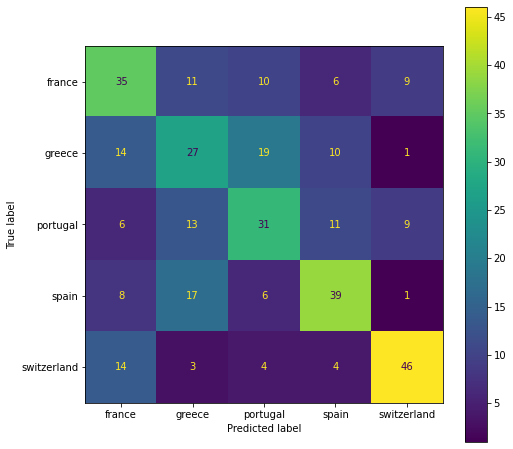 france 35 11 10 6 9
greece 14 27 19 10 1
portugal 6 13 31 11 9
spain 8 17 6 39 1
switzerland 14 3 4 4 46
france greece portugal spain switzerland
Predicted label
True label
45
40
35
30
25
20
15
10
5